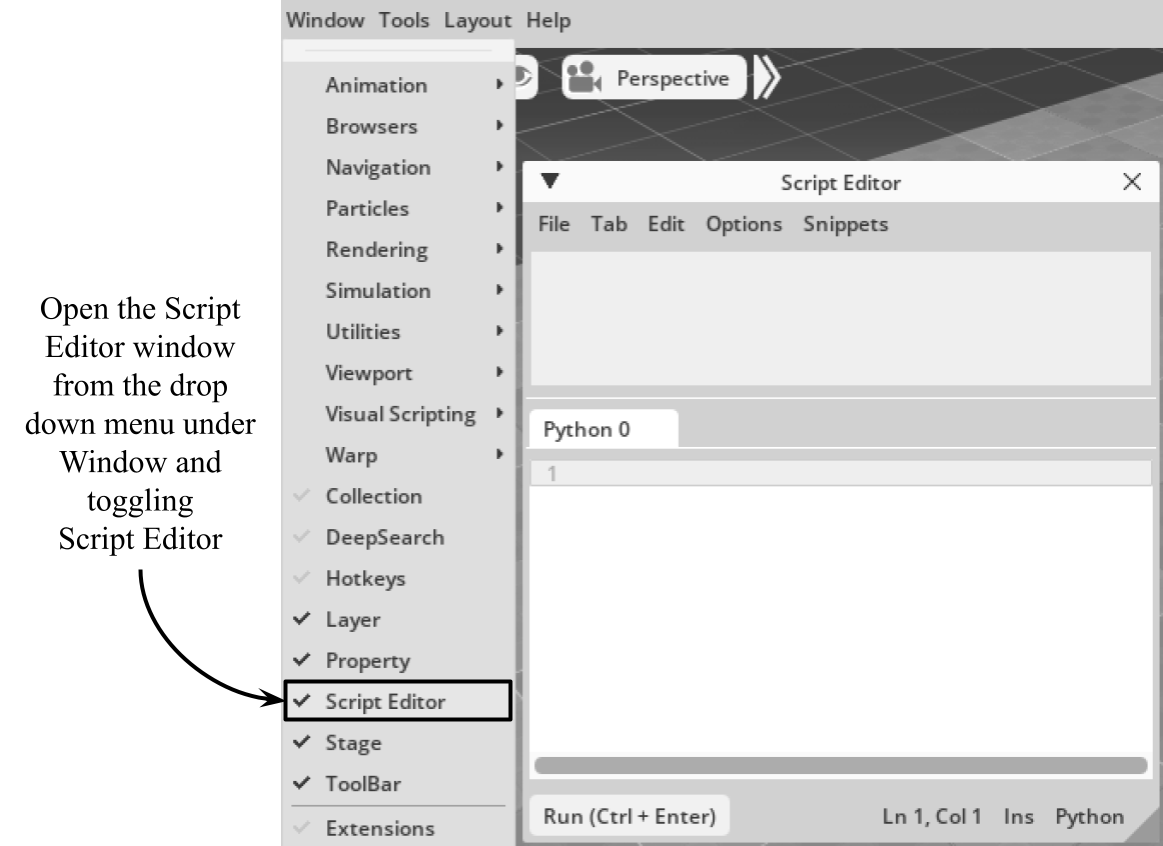 Window Tools Layout Help
Perspective
Animation
Browsers
Navigation
Particles
Rendering
Simulation
Utilities
Viewport
Visual Scripting
Warp
Collection
DeepSearch
Hotkeys
Layer
Property
Script Editor
Stage
ToolBar
Extensions
Open the Script
Editor window
from the drop
down menu under
Window and
toggling
Script Editor
Script Editor
File Tab Edit Options Snippets
Python 0
1
Run (Ctrl + Enter) Ln 1, Col 1 Ins Python